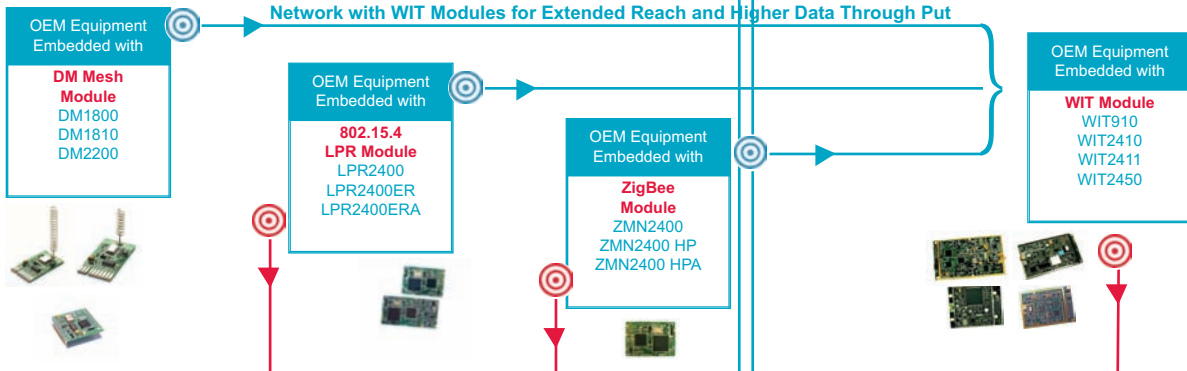 Network with WIT Modules for Extended Reach and Higher Data Through Put
OEM Equipment
Embedded with
DM Mesh
Module
DM1800
DM1810
DM2200
OEM Equipment
Embedded with
802.15.4
LPR Module
LPR2400
LPR2400ER
LPR2400ERA
OEM Equipment
Embedded with
ZigBee
Module
ZMN2400
ZMN2400 HP
ZMN2400 HPA
OEM Equipment
Embedded with
WIT Module
WIT910
WIT2410
WIT2411
WIT2450